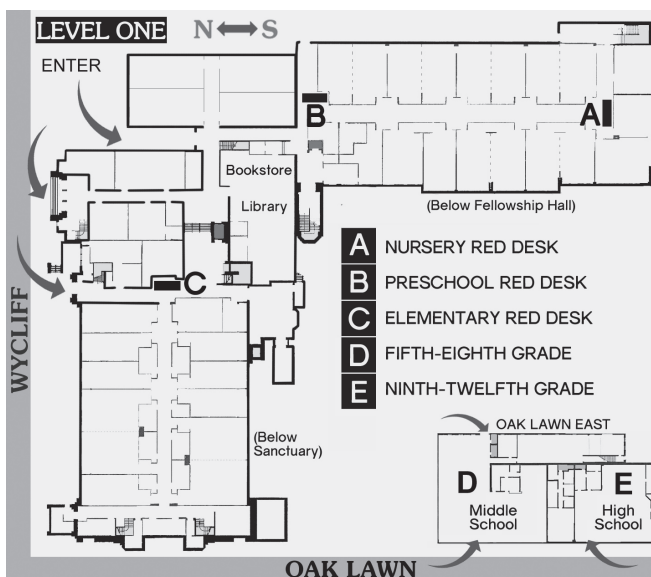 LEVEL ONE
N S
ENTER
B
A
Bookstore
Library
(Below Fellowship Hall)
C
A NURSERY RED DESK
B PRESCHOOL RED DESK
C ELEMENTARY RED DESK
D FIFTH-EIGHTH GRADE
E NINTH-TWELFTH GRADE
WYCLIFF
(Below
Sanctuary)
OAK LAWN EAST
D
Middle
School
E
High
School
OAK LAWN